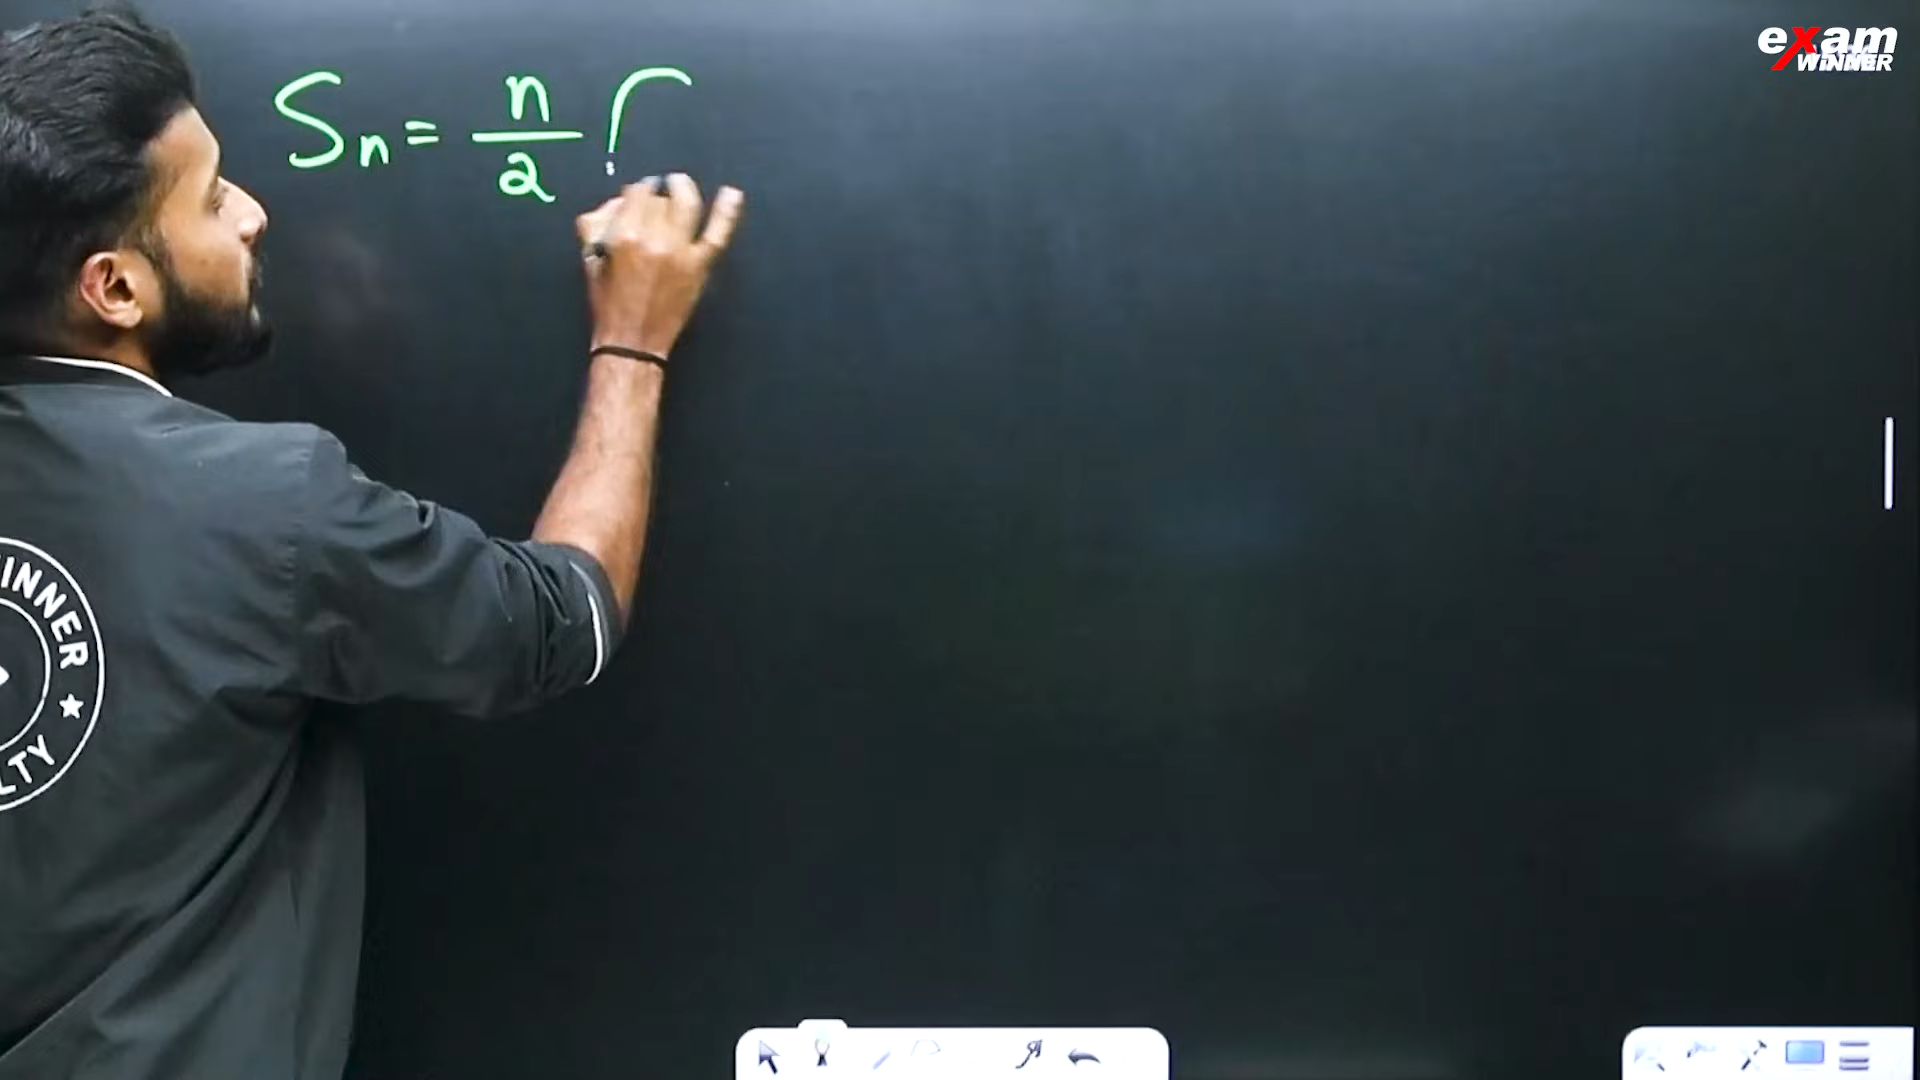 exam
WINNER
Sn = n/2 [
INNER ★
LTY